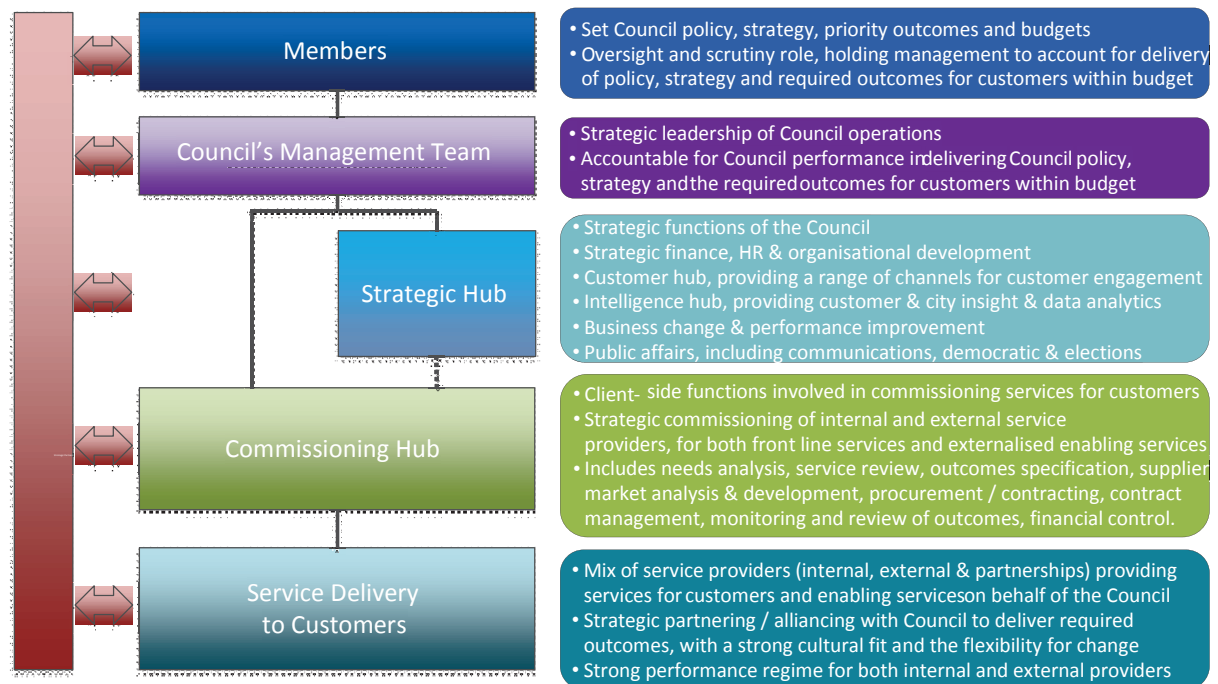 Members
• Set Council policy, strategy, priority outcomes and budgets
• Oversight and scrutiny role, holding management to account for delivery
of policy, strategy and required outcomes for customers within budget
Council's Management Team
• Strategic leadership of Council operations
• Accountable for Council performance in delivering Council policy,
strategy and the required outcomes for customers within budget
Strategic Hub
• Strategic functions of the Council
• Strategic finance, HR & organisational development
• Customer hub, providing a range of channels for customer engagement
• Intelligence hub, providing customer & city insight & data analytics
• Business change & performance improvement
• Public affairs, including communications, democratic & elections
Commissioning Hub
• Client- side functions involved in commissioning services for customers
• Strategic commissioning of internal and external service
providers, for both front line services and externalised enabling services
• Includes needs analysis, service review, outcomes specification, supplier
market analysis & development, procurement / contracting, contract
management, monitoring and review of outcomes, financial control.
Service Delivery
to Customers
• Mix of service providers (internal, external & partnerships) providing
services for customers and enabling serviceson behalf of the Council
• Strategic partnering / alliancing with Council to deliver required
outcomes, with a strong cultural fit and the flexibility for change
• Strong performance regime for both internal and external providers